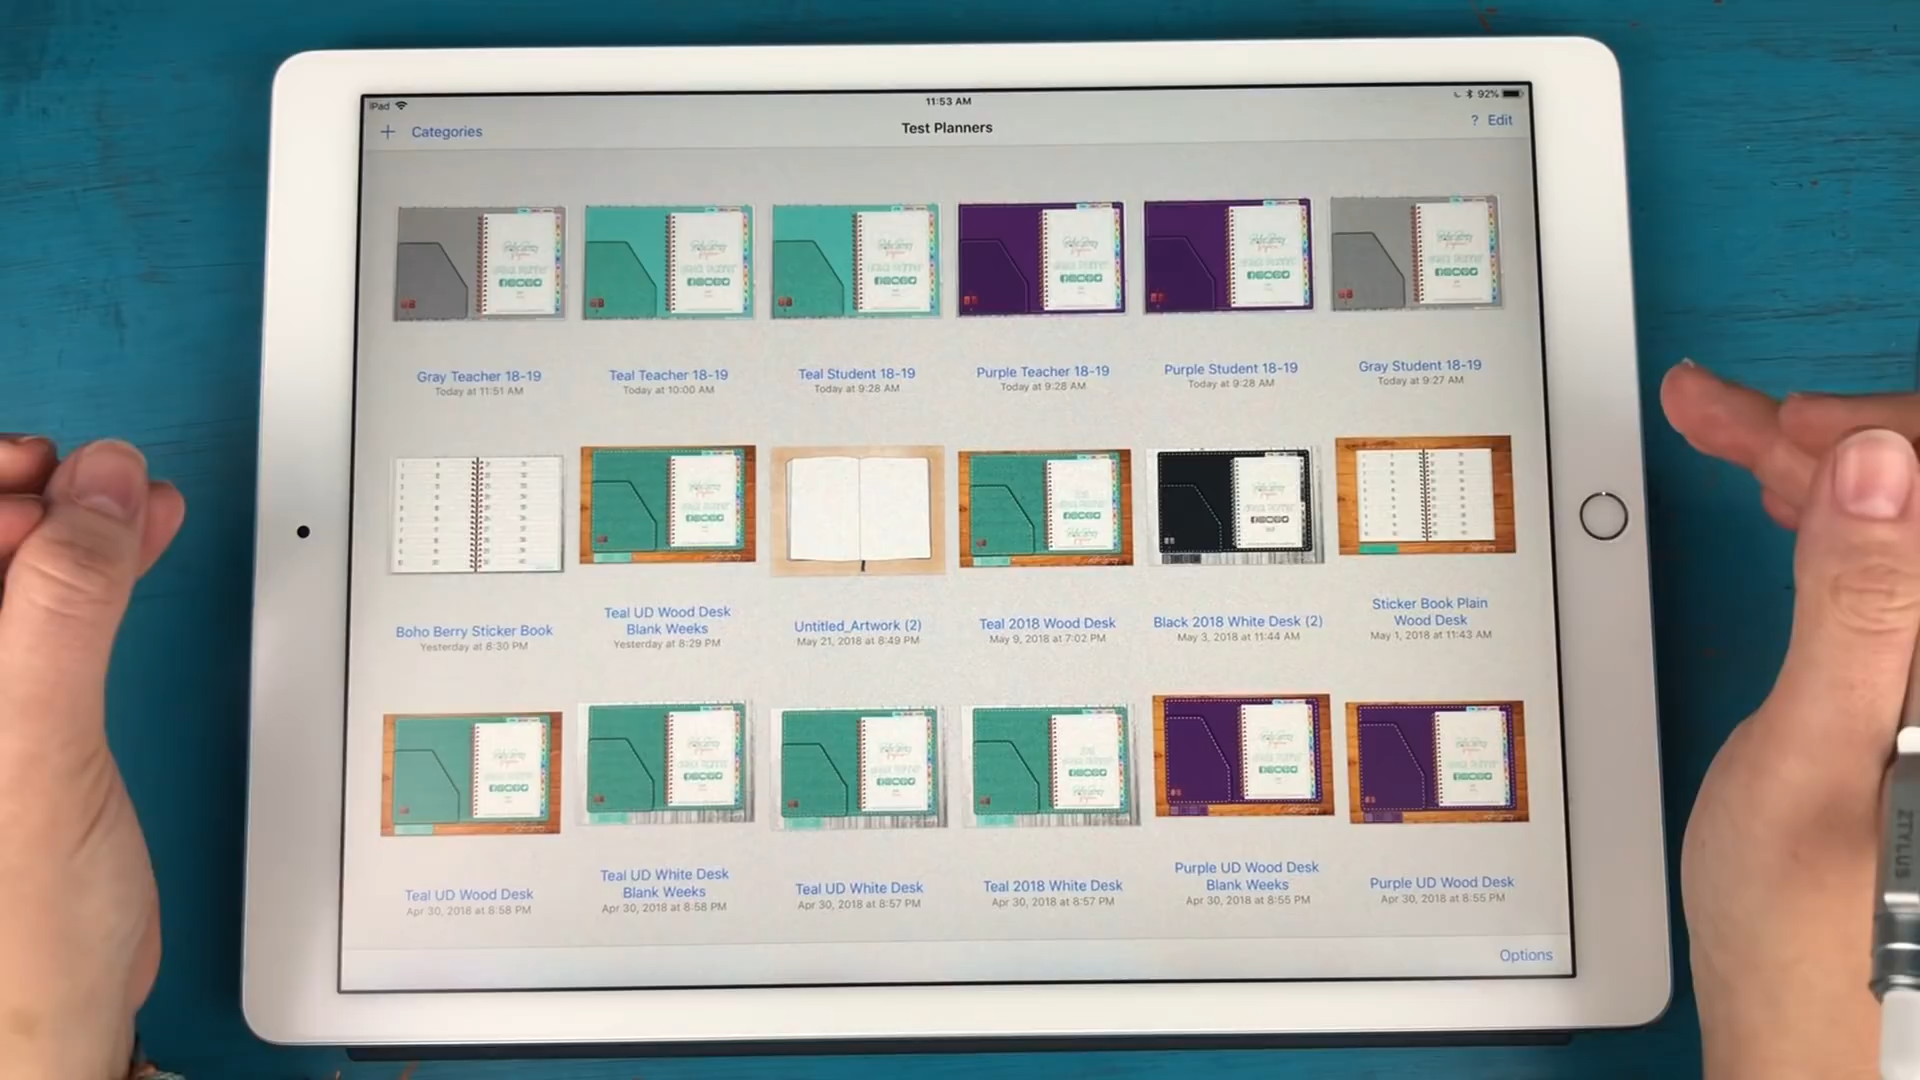 iPad
11:53 AM
92%
Categories
Test Planners
? Edit
Gray Teacher 18-19
Today at 11:51 AM
Teal Teacher 18-19
Today at 10:00 AM
Teal Student 18-19
Today at 9:28 AM
Purple Teacher 18-19
Today at 9:28 AM
Purple Student 18-19
Today at 9:28 AM
Gray Student 18-19
Today at 9:27 AM
Boho Berry Sticker Book
Yesterday at 8:30 PM
Teal UD Wood Desk
Blank Weeks
Yesterday at 8:29 PM
Untitled_Artwork (2)
May 21, 2018 at 8:49 PM
Teal 2018 Wood Desk
May 9, 2018 at 7:02 PM
Black 2018 White Desk (2)
May 3, 2018 at 11:44 AM
Sticker Book Plain
Wood Desk
May 1, 2018 at 11:43 AM
Teal UD Wood Desk
Apr 30, 2018 at 8:58 PM
Teal UD White Desk
Blank Weeks
Apr 30, 2018 at 8:58 PM
Teal UD White Desk
Apr 30, 2018 at 8:57 PM
Teal 2018 White Desk
Apr 30, 2018 at 8:57 PM
Purple UD Wood Desk
Blank Weeks
Apr 30, 2018 at 8:55 PM
Purple UD Wood Desk
Apr 30, 2018 at 8:55 PM
Options
ZTYLUS